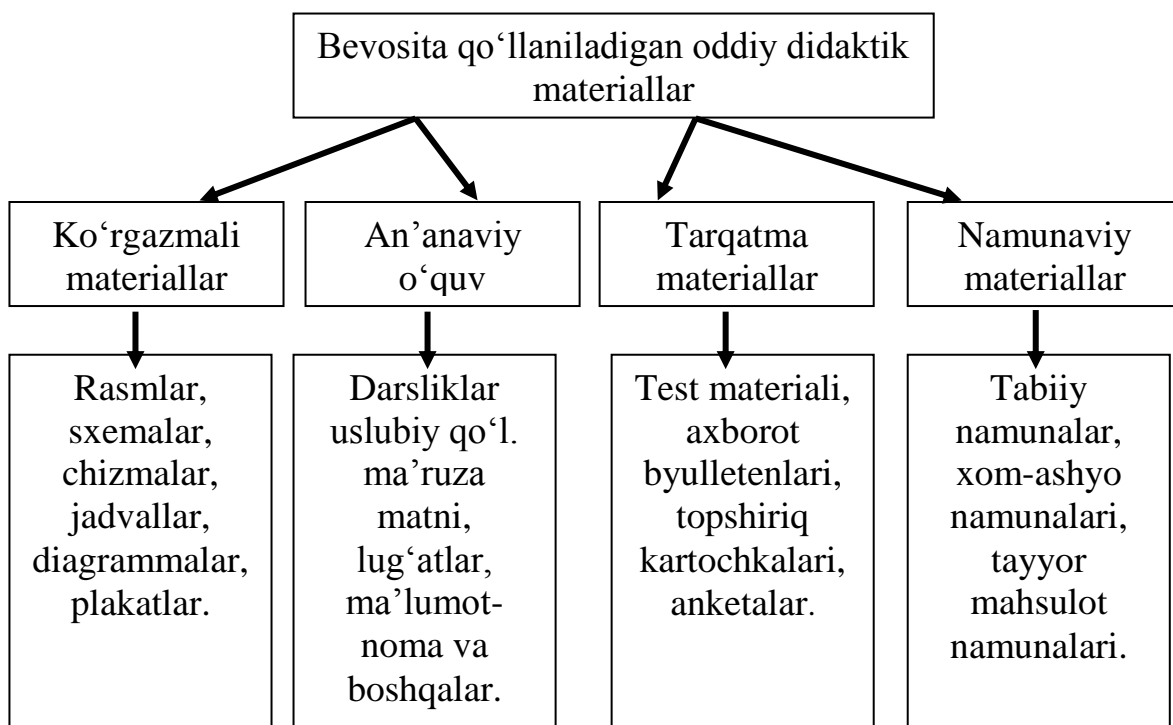 Bevosita qo‘llaniladigan oddiy didaktik
materiallar
Ko‘rgazmali
materiallar
An’anaviy
o‘quv
Tarqatma
materiallar
Namunaviy
materiallar
Rasmlar,
sxemalar,
chizmalar,
jadvallar,
diagrammalar,
plakatlar.
Darsliklar
uslubiy qo‘l.
ma’ruza
matni,
lug‘atlar,
ma’lumot-
noma va
boshqalar.
Test materiali,
axborot
byulletenlari,
topshiriq
kartochkalari,
anketalar.
Tabiiy
namunalar,
xom-ashyo
namunalari,
tayyor
mahsulot
namunalari.